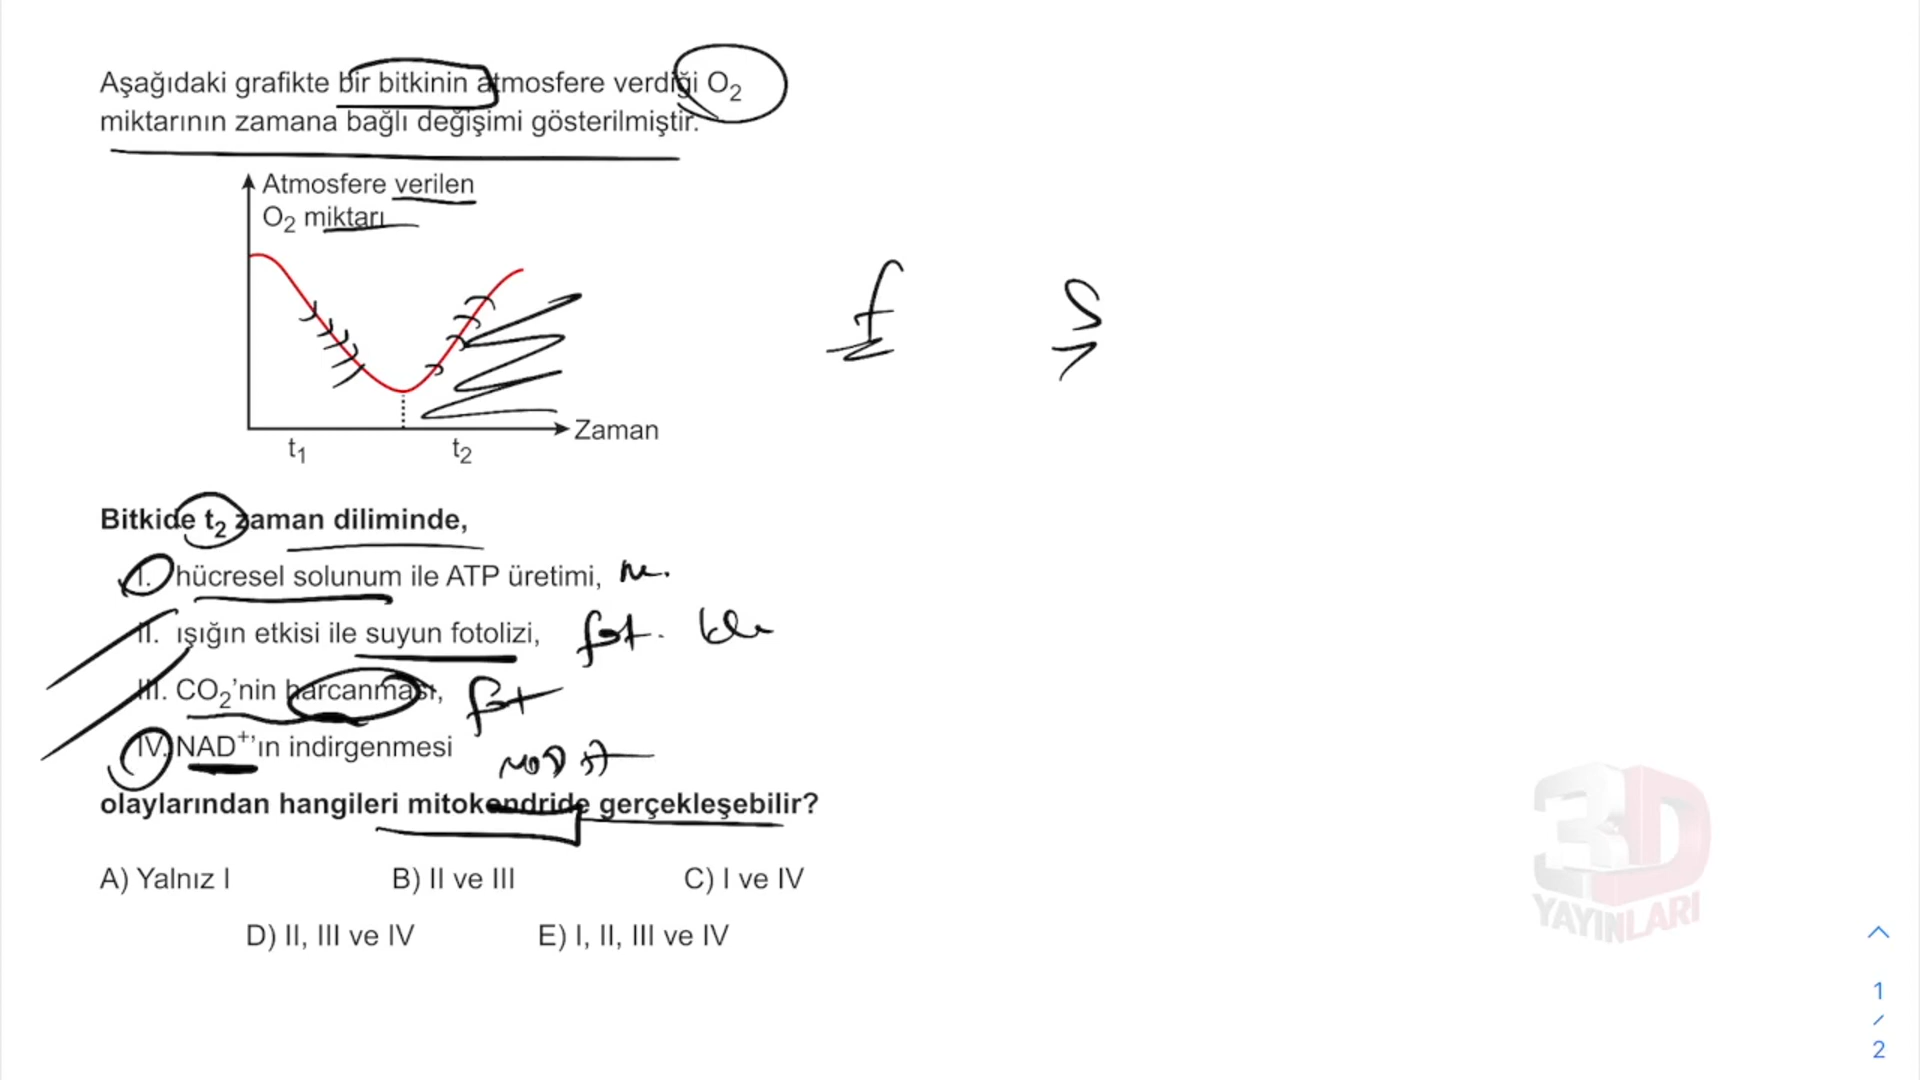 Aşağıdaki grafikte bir bitkinin atmosfere verdiği O₂
miktarının zamana bağlı değişimi gösterilmiştir.
Atmosfere verilen
O₂ miktarı
f
S
Zaman
t₁
t₂
Bitkide t₂ zaman diliminde,
I. hücresel solunum ile ATP üretimi,
II. ışığın etkisi ile suyun fotolizi, fot.
III. CO₂'nin harcanması, fot
IV. NAD⁺'ın indirgenmesi
olaylarından hangileri mitokendride gerçekleşebilir?
A) Yalnız I B) II ve III C) I ve IV
D) II, III ve IV E) I, II, III ve IV
3D
YAYINLARI
1
/
2